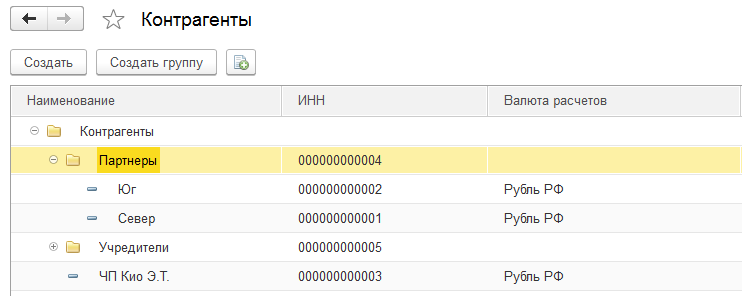 Контрагенты
Создать Создать группу
Наименование ИНН Валюта расчетов
Контрагенты
Партнеры 000000000004
Юг 000000000002 Рубль РФ
Север 000000000001 Рубль РФ
Учредители 000000000005
ЧП Кио Э.Т. 000000000003 Рубль РФ